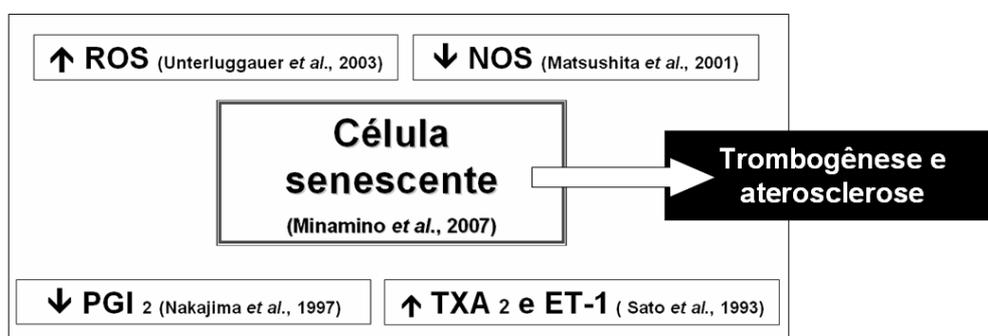 ↑ ROS (Unterluggauer et al., 2003)
↓ NOS (Matsushita et al., 2001)
Célula
senescente
(Minamino et al., 2007)
Trombogênese e
aterosclerose
↓ PGI 2 (Nakajima et al., 1997)
↑ TXA 2 e ET-1 ( Sato et al., 1993)